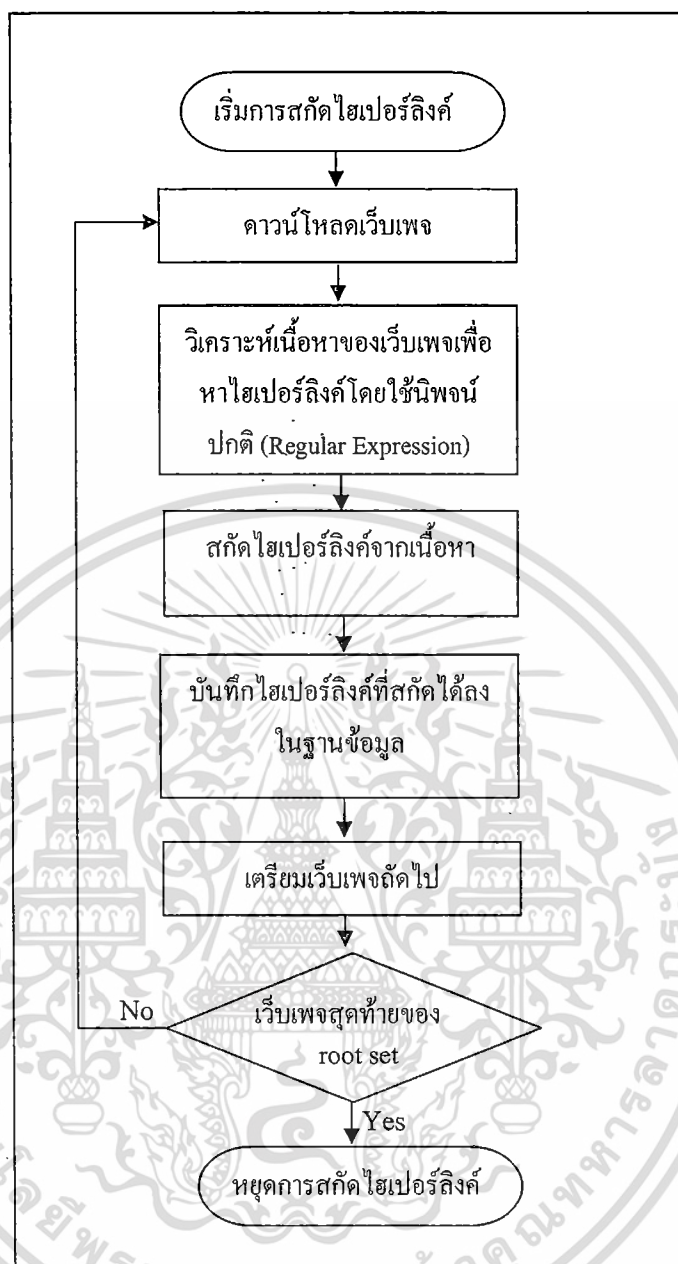 เริ่มการสกัดไฮเปอร์ลิงค์
ดาวน์โหลดเว็บเพจ
วิเคราะห์เนื้อหาของเว็บเพจเพื่อ
หาไฮเปอร์ลิงค์โดยใช้นิพจน์
ปกติ (Regular Expression)
สกัดไฮเปอร์ลิงค์จากเนื้อหา
บันทึกไฮเปอร์ลิงค์ที่สกัดได้ลง
ในฐานข้อมูล
เตรียมเว็บเพจถัดไป
No
เว็บเพจสุดท้ายของ
root set
Yes
หยุดการสกัดไฮเปอร์ลิงค์